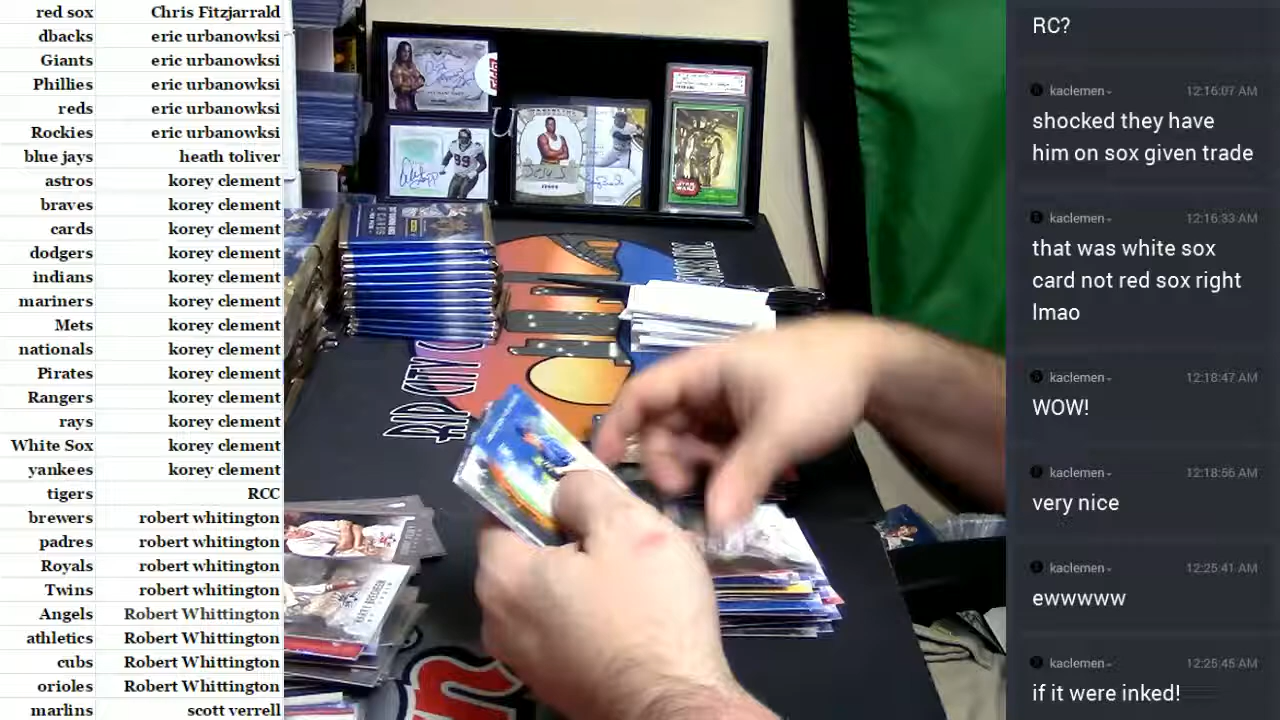 red sox Chris Fitzjarrald
dbacks eric urbanowksi
Giants eric urbanowksi
Phillies eric urbanowksi
reds eric urbanowksi
Rockies eric urbanowksi
blue jays heath toliver
astros korey clement
braves korey clement
cards korey clement
dodgers korey clement
indians korey clement
mariners korey clement
Mets korey clement
nationals korey clement
Pirates korey clement
Rangers korey clement
rays korey clement
White Sox korey clement
yankees korey clement
tigers RCC
brewers robert whitington
padres robert whitington
Royals robert whitington
Twins robert whitington
Angels Robert Whittington
athletics Robert Whittington
cubs Robert Whittington
orioles Robert Whittington
marlins scott verrell
99
STAR WARS
RIP CITY
RC?
kaclemen 12:16:07 AM
shocked they have
him on sox given trade
kaclemen 12:16:33 AM
that was white sox
card not red sox right
lmao
kaclemen 12:18:47 AM
WOW!
kaclemen 12:18:56 AM
very nice
kaclemen 12:25:41 AM
ewwwww
kaclemen 12:25:45 AM
if it were inked!